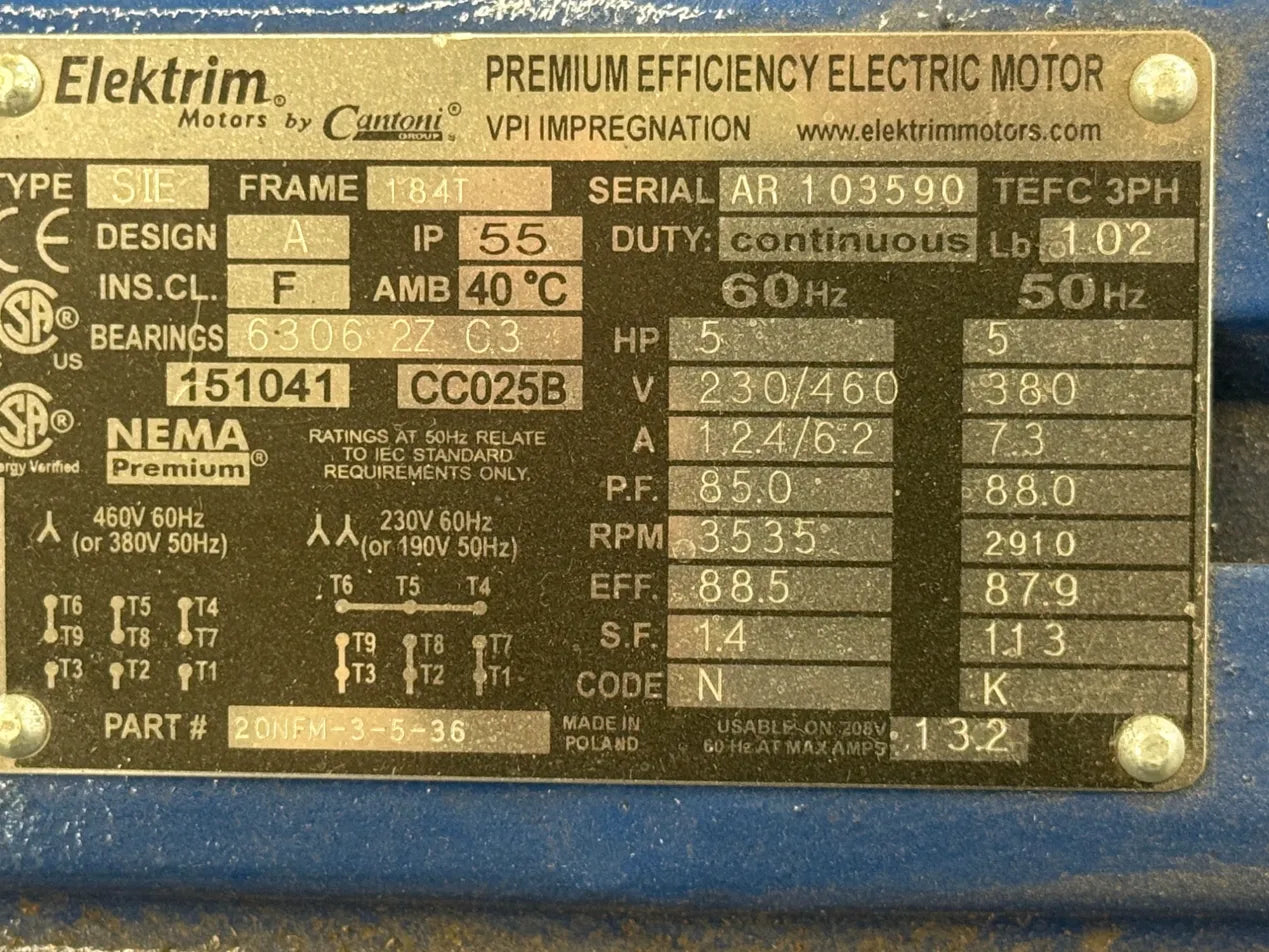 Elektrim® PREMIUM EFFICIENCY ELECTRIC MOTOR
Motors by Cantoni® GROUP VPI IMPREGNATION www.elektrimmotors.com
TYPE SIE FRAME 184T SERIAL AR 103590 TEFC 3PH
CE DESIGN A IP 55 DUTY: continuous Lb 102
INS.CL. F AMB 40 °C 60Hz 50Hz
SA® US BEARINGS 6306 2Z C3 HP 5 5
151041 CC025B V 230/460 380
SA® NEMA Premium® RATINGS AT 50Hz RELATE A 12.4/6.2 7.3
TO IEC STANDARD
REQUIREMENTS ONLY.
ergy Verified
P.F. 85.0 88.0
460V 60Hz 230V 60Hz
(or 380V 50Hz) (or 190V 50Hz) RPM 3535 2910
T6 T5 T4 EFF. 88.5 87.9
T6 T5 T4
T9 T8 T7 T9 T8 T7 S.F. 1.4 1.13
T3 T2 T1 T3 T2 T1 CODE N K
PART # 20NFM-3-5-36 MADE IN POLAND USABLE ON 208V
60 Hz AT MAX AMPS 13.2